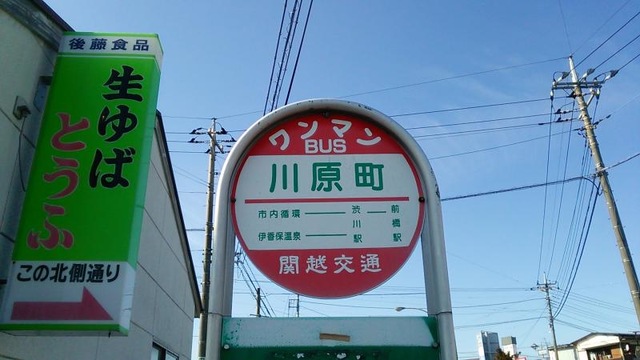 後藤食品
生ゆば
とうふ
この北側通り
ワンマン
BUS
川原町
市内循環 渋川駅 前橋駅
伊香保温泉
関越交通